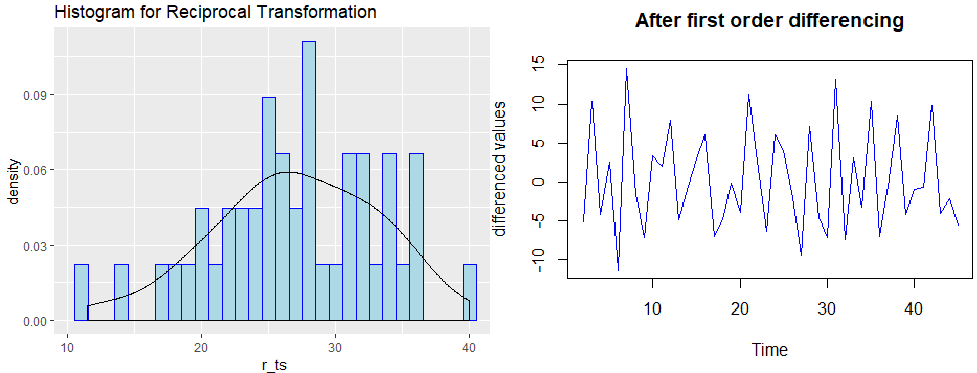 Histogram for Reciprocal Transformation
density
0.09
0.06
0.03
0.00
10 20 30 40
r_ts
After first order differencing
differenced values
15
10
5
0
-5
-10
10 20 30 40
Time